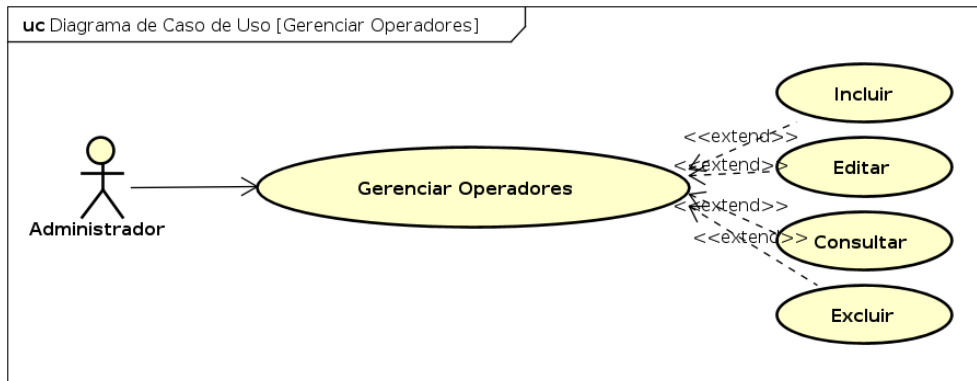 uc Diagrama de Caso de Uso [Gerenciar Operadores]
Incluir
<<extend>>
<<extend>>
Editar
Gerenciar Operadores
Administrador
<<extend>>
<<extend>>
Consultar
Excluir